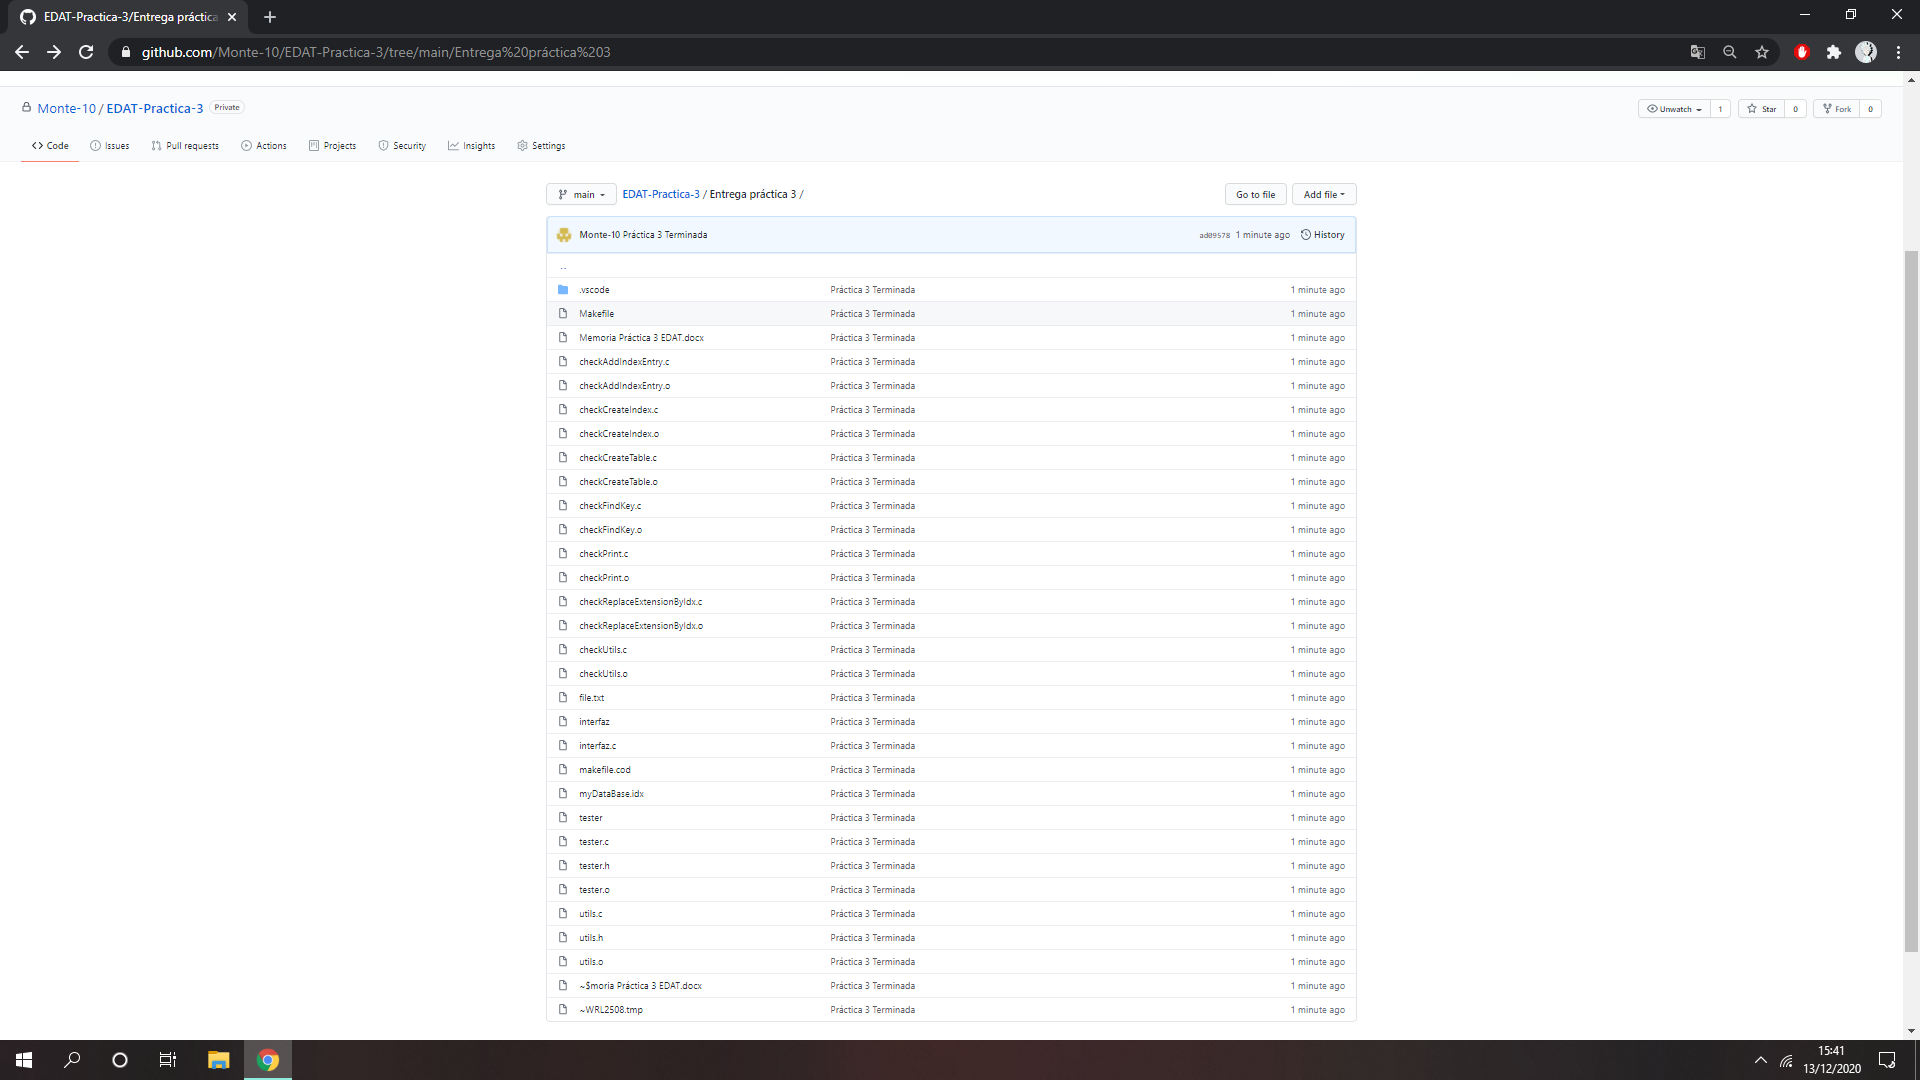 EDAT-Practica-3/Entrega práctica
github.com/Monte-10/EDAT-Practica-3/tree/main/Entrega%20práctica%203
Monte-10 / EDAT-Practica-3 Private
Unwatch 1 Star 0 Fork 0
Code Issues Pull requests Actions Projects Security Insights Settings
main EDAT-Practica-3 / Entrega práctica 3 / Go to file Add file
Monte-10 Práctica 3 Terminada ad09578 1 minute ago History
..
.vscode Práctica 3 Terminada 1 minute ago
Makefile Práctica 3 Terminada 1 minute ago
Memoria Práctica 3 EDAT.docx Práctica 3 Terminada 1 minute ago
checkAddIndexEntry.c Práctica 3 Terminada 1 minute ago
checkAddIndexEntry.o Práctica 3 Terminada 1 minute ago
checkCreateIndex.c Práctica 3 Terminada 1 minute ago
checkCreateIndex.o Práctica 3 Terminada 1 minute ago
checkCreateTable.c Práctica 3 Terminada 1 minute ago
checkCreateTable.o Práctica 3 Terminada 1 minute ago
checkFindKey.c Práctica 3 Terminada 1 minute ago
checkFindKey.o Práctica 3 Terminada 1 minute ago
checkPrint.c Práctica 3 Terminada 1 minute ago
checkPrint.o Práctica 3 Terminada 1 minute ago
checkReplaceExtensionByIdx.c Práctica 3 Terminada 1 minute ago
checkReplaceExtensionByIdx.o Práctica 3 Terminada 1 minute ago
checkUtils.c Práctica 3 Terminada 1 minute ago
checkUtils.o Práctica 3 Terminada 1 minute ago
file.txt Práctica 3 Terminada 1 minute ago
interfaz Práctica 3 Terminada 1 minute ago
interfaz.c Práctica 3 Terminada 1 minute ago
makefile.cod Práctica 3 Terminada 1 minute ago
myDataBase.idx Práctica 3 Terminada 1 minute ago
tester Práctica 3 Terminada 1 minute ago
tester.c Práctica 3 Terminada 1 minute ago
tester.h Práctica 3 Terminada 1 minute ago
tester.o Práctica 3 Terminada 1 minute ago
utils.c Práctica 3 Terminada 1 minute ago
utils.h Práctica 3 Terminada 1 minute ago
utils.o Práctica 3 Terminada 1 minute ago
~$moria Práctica 3 EDAT.docx Práctica 3 Terminada 1 minute ago
~WRL2508.tmp Práctica 3 Terminada 1 minute ago
15:41
13/12/2020